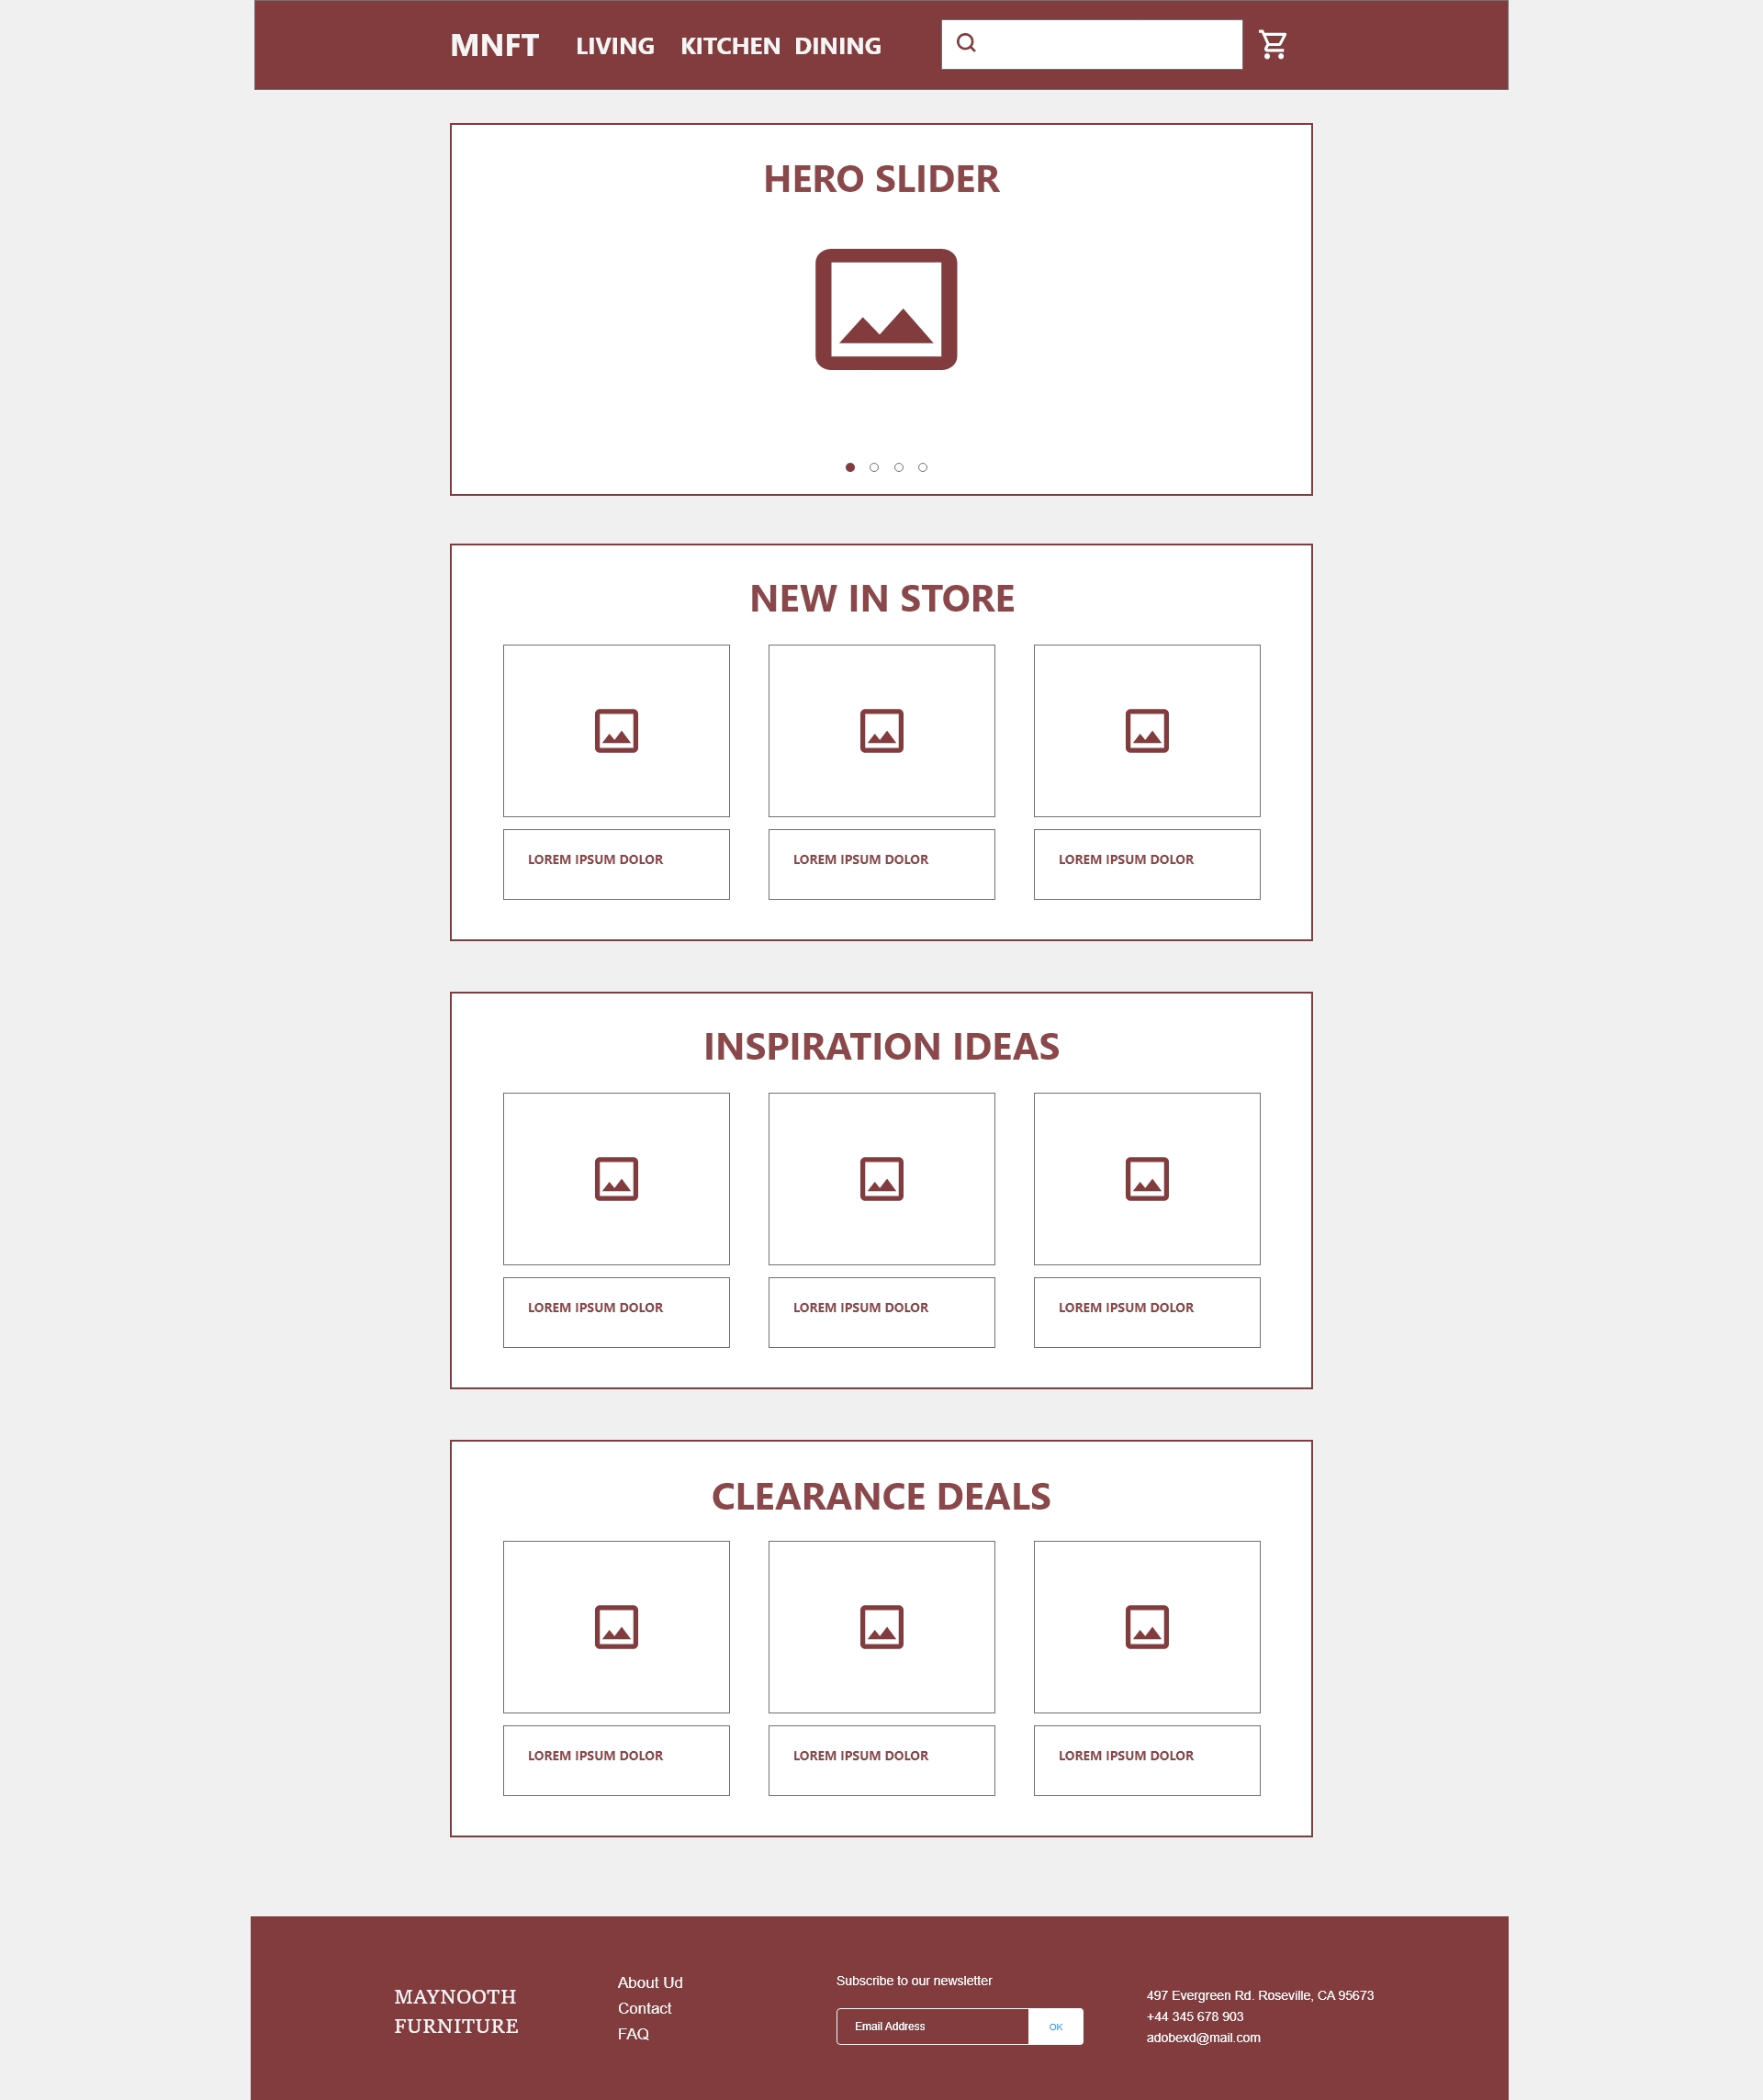 MNFT LIVING KITCHEN DINING
HERO SLIDER
NEW IN STORE
LOREM IPSUM DOLOR
LOREM IPSUM DOLOR
LOREM IPSUM DOLOR
INSPIRATION IDEAS
LOREM IPSUM DOLOR
LOREM IPSUM DOLOR
LOREM IPSUM DOLOR
CLEARANCE DEALS
LOREM IPSUM DOLOR
LOREM IPSUM DOLOR
LOREM IPSUM DOLOR
MAYNOOTH
FURNITURE
About Ud
Contact
FAQ
Subscribe to our newsletter
Email Address
OK
497 Evergreen Rd. Roseville, CA 95673
+44 345 678 903
adobexd@mail.com